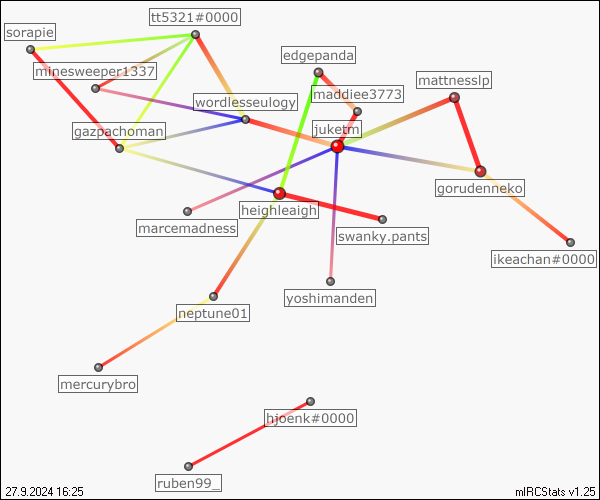 tt5321#0000
sorapie
edgepanda
minesweeper1337
mattnesslp
maddiee3773
wordlesseulogy
gazpachoman
juketm
gorudenneko
heighleaigh
marcemadness
swanky.pants
ikeachan#0000
yoshimanden
neptune01
mercurybro
hjoenk#0000
ruben99_
27.9.2024 16:25
mIRCStats v1.25